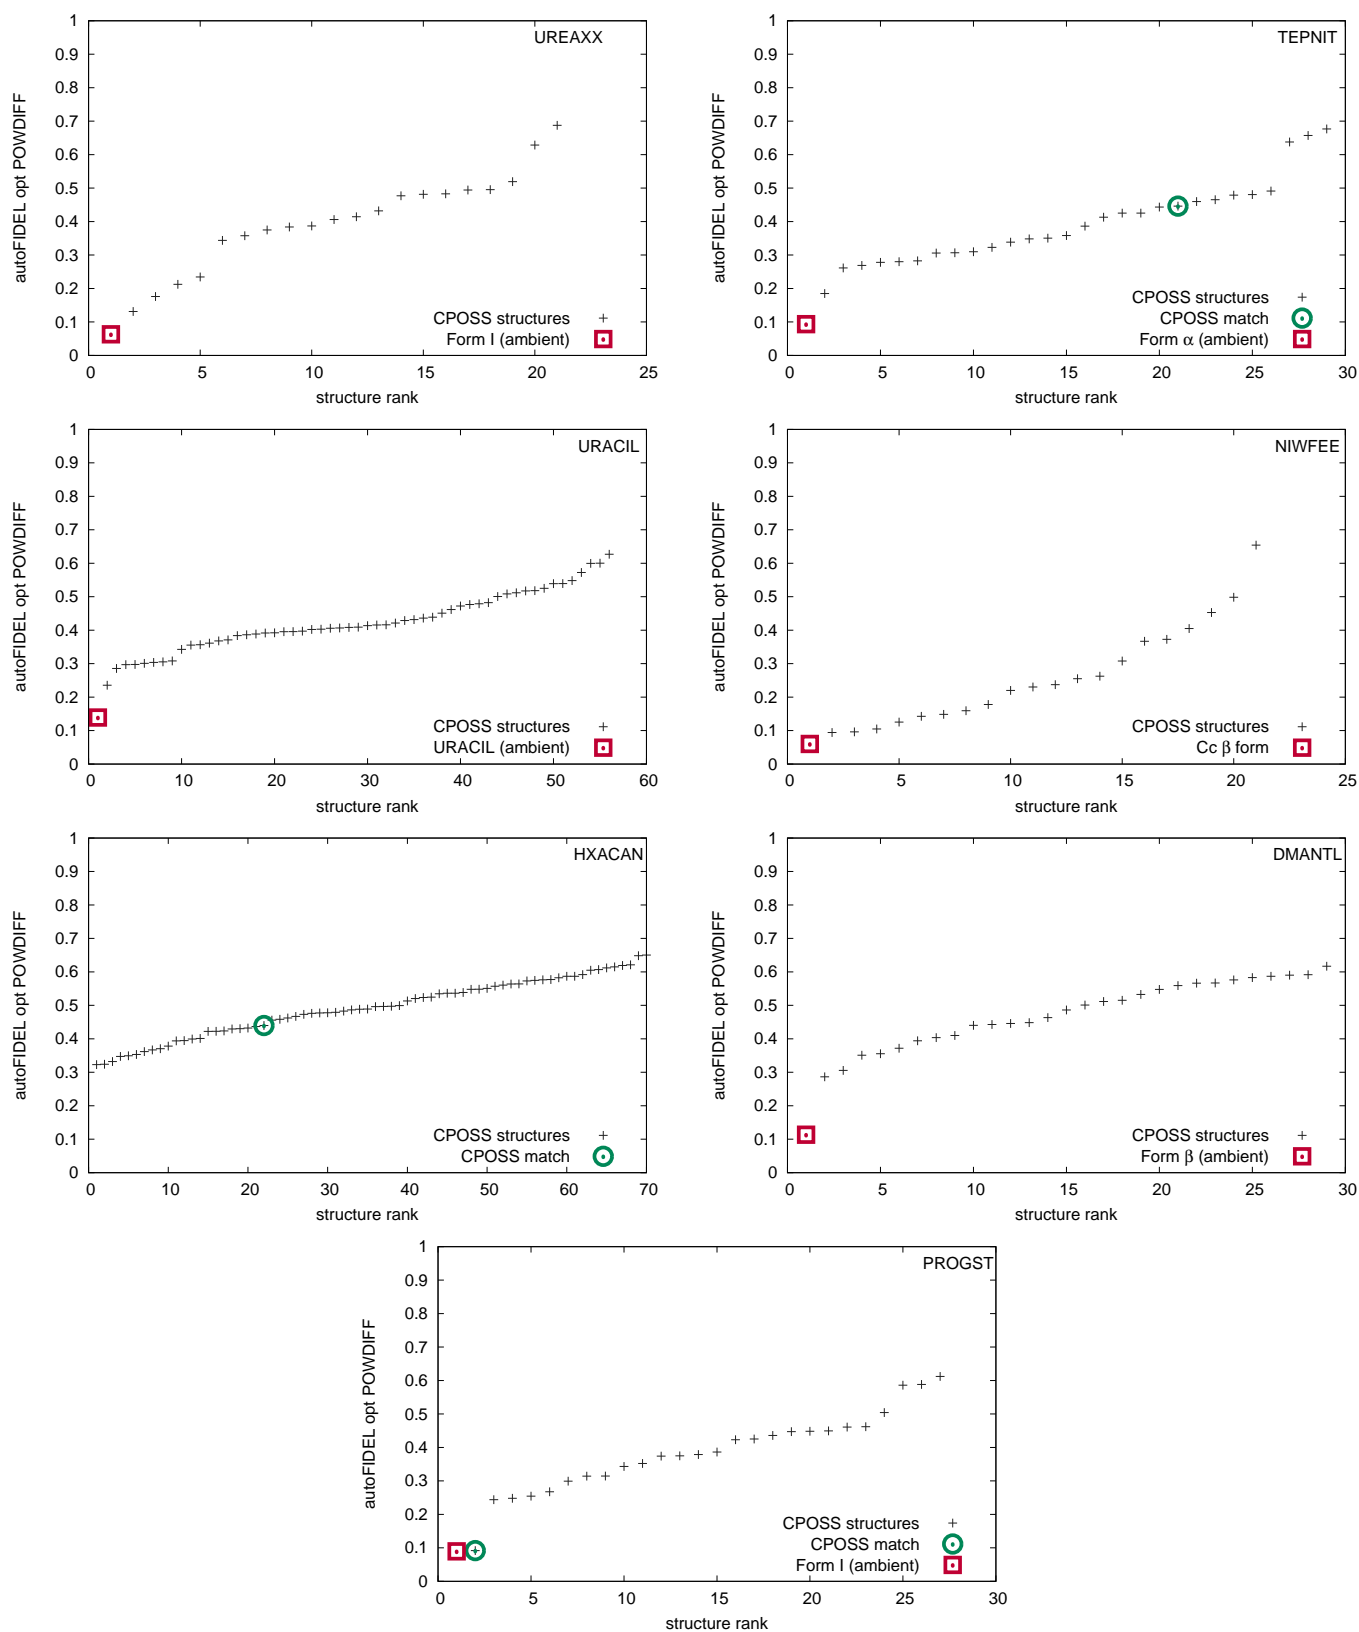 UREAXX
autoFIDEL opt POWDIFF
1
0.9
0.8
0.7
0.6
0.5
0.4
0.3
0.2
0.1
0
CPOSS structures
Form I (ambient)
0 5 10 15 20 25
structure rank
TEPNIT
autoFIDEL opt POWDIFF
1
0.9
0.8
0.7
0.6
0.5
0.4
0.3
0.2
0.1
0
CPOSS structures
CPOSS match
Form α (ambient)
0 5 10 15 20 25 30
structure rank
URACIL
autoFIDEL opt POWDIFF
1
0.9
0.8
0.7
0.6
0.5
0.4
0.3
0.2
0.1
0
CPOSS structures
URACIL (ambient)
0 10 20 30 40 50 60
structure rank
NIWFEE
autoFIDEL opt POWDIFF
1
0.9
0.8
0.7
0.6
0.5
0.4
0.3
0.2
0.1
0
CPOSS structures
Cc β form
0 5 10 15 20 25
structure rank
HXACAN
autoFIDEL opt POWDIFF
1
0.9
0.8
0.7
0.6
0.5
0.4
0.3
0.2
0.1
0
CPOSS structures
CPOSS match
0 10 20 30 40 50 60 70
structure rank
DMANTL
autoFIDEL opt POWDIFF
1
0.9
0.8
0.7
0.6
0.5
0.4
0.3
0.2
0.1
0
CPOSS structures
Form β (ambient)
0 5 10 15 20 25 30
structure rank
PROGST
autoFIDEL opt POWDIFF
1
0.9
0.8
0.7
0.6
0.5
0.4
0.3
0.2
0.1
0
CPOSS structures
CPOSS match
Form I (ambient)
0 5 10 15 20 25 30
structure rank